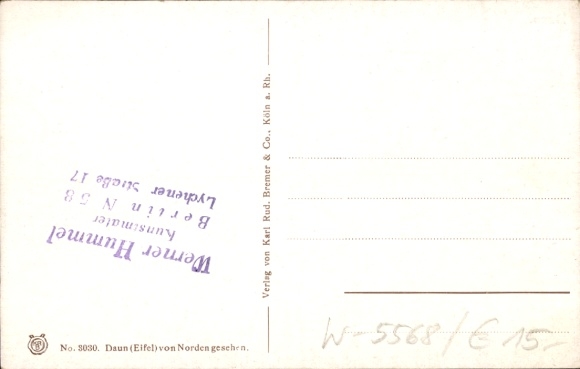 Werner Hummel
Kunstmaler
Berlin N 58
Lychener Straße 17
Verlag von Karl Rud. Bremer & Co., Köln a. Rh.
No. 3030. Daun (Eifel) von Norden gesehen.
W-5568/E 15.-